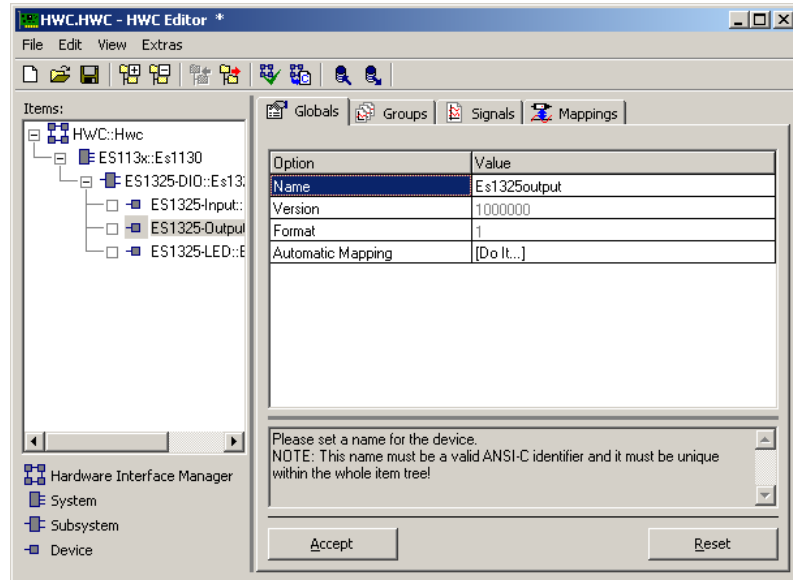 HWC.HWC - HWC Editor *
File Edit View Extras
Items:
HWC::Hwc
ES113x::Es1130
ES1325-DIO::Es13
ES1325-Input::
ES1325-Output
ES1325-LED::E
Hardware Interface Manager
System
Subsystem
Device
Globals Groups Signals Mappings
Option Value
Name Es1325output
Version 1000000
Format 1
Automatic Mapping [Do It...]
Please set a name for the device.
NOTE: This name must be a valid ANSI-C identifier and it must be unique
within the whole item tree!
Accept Reset